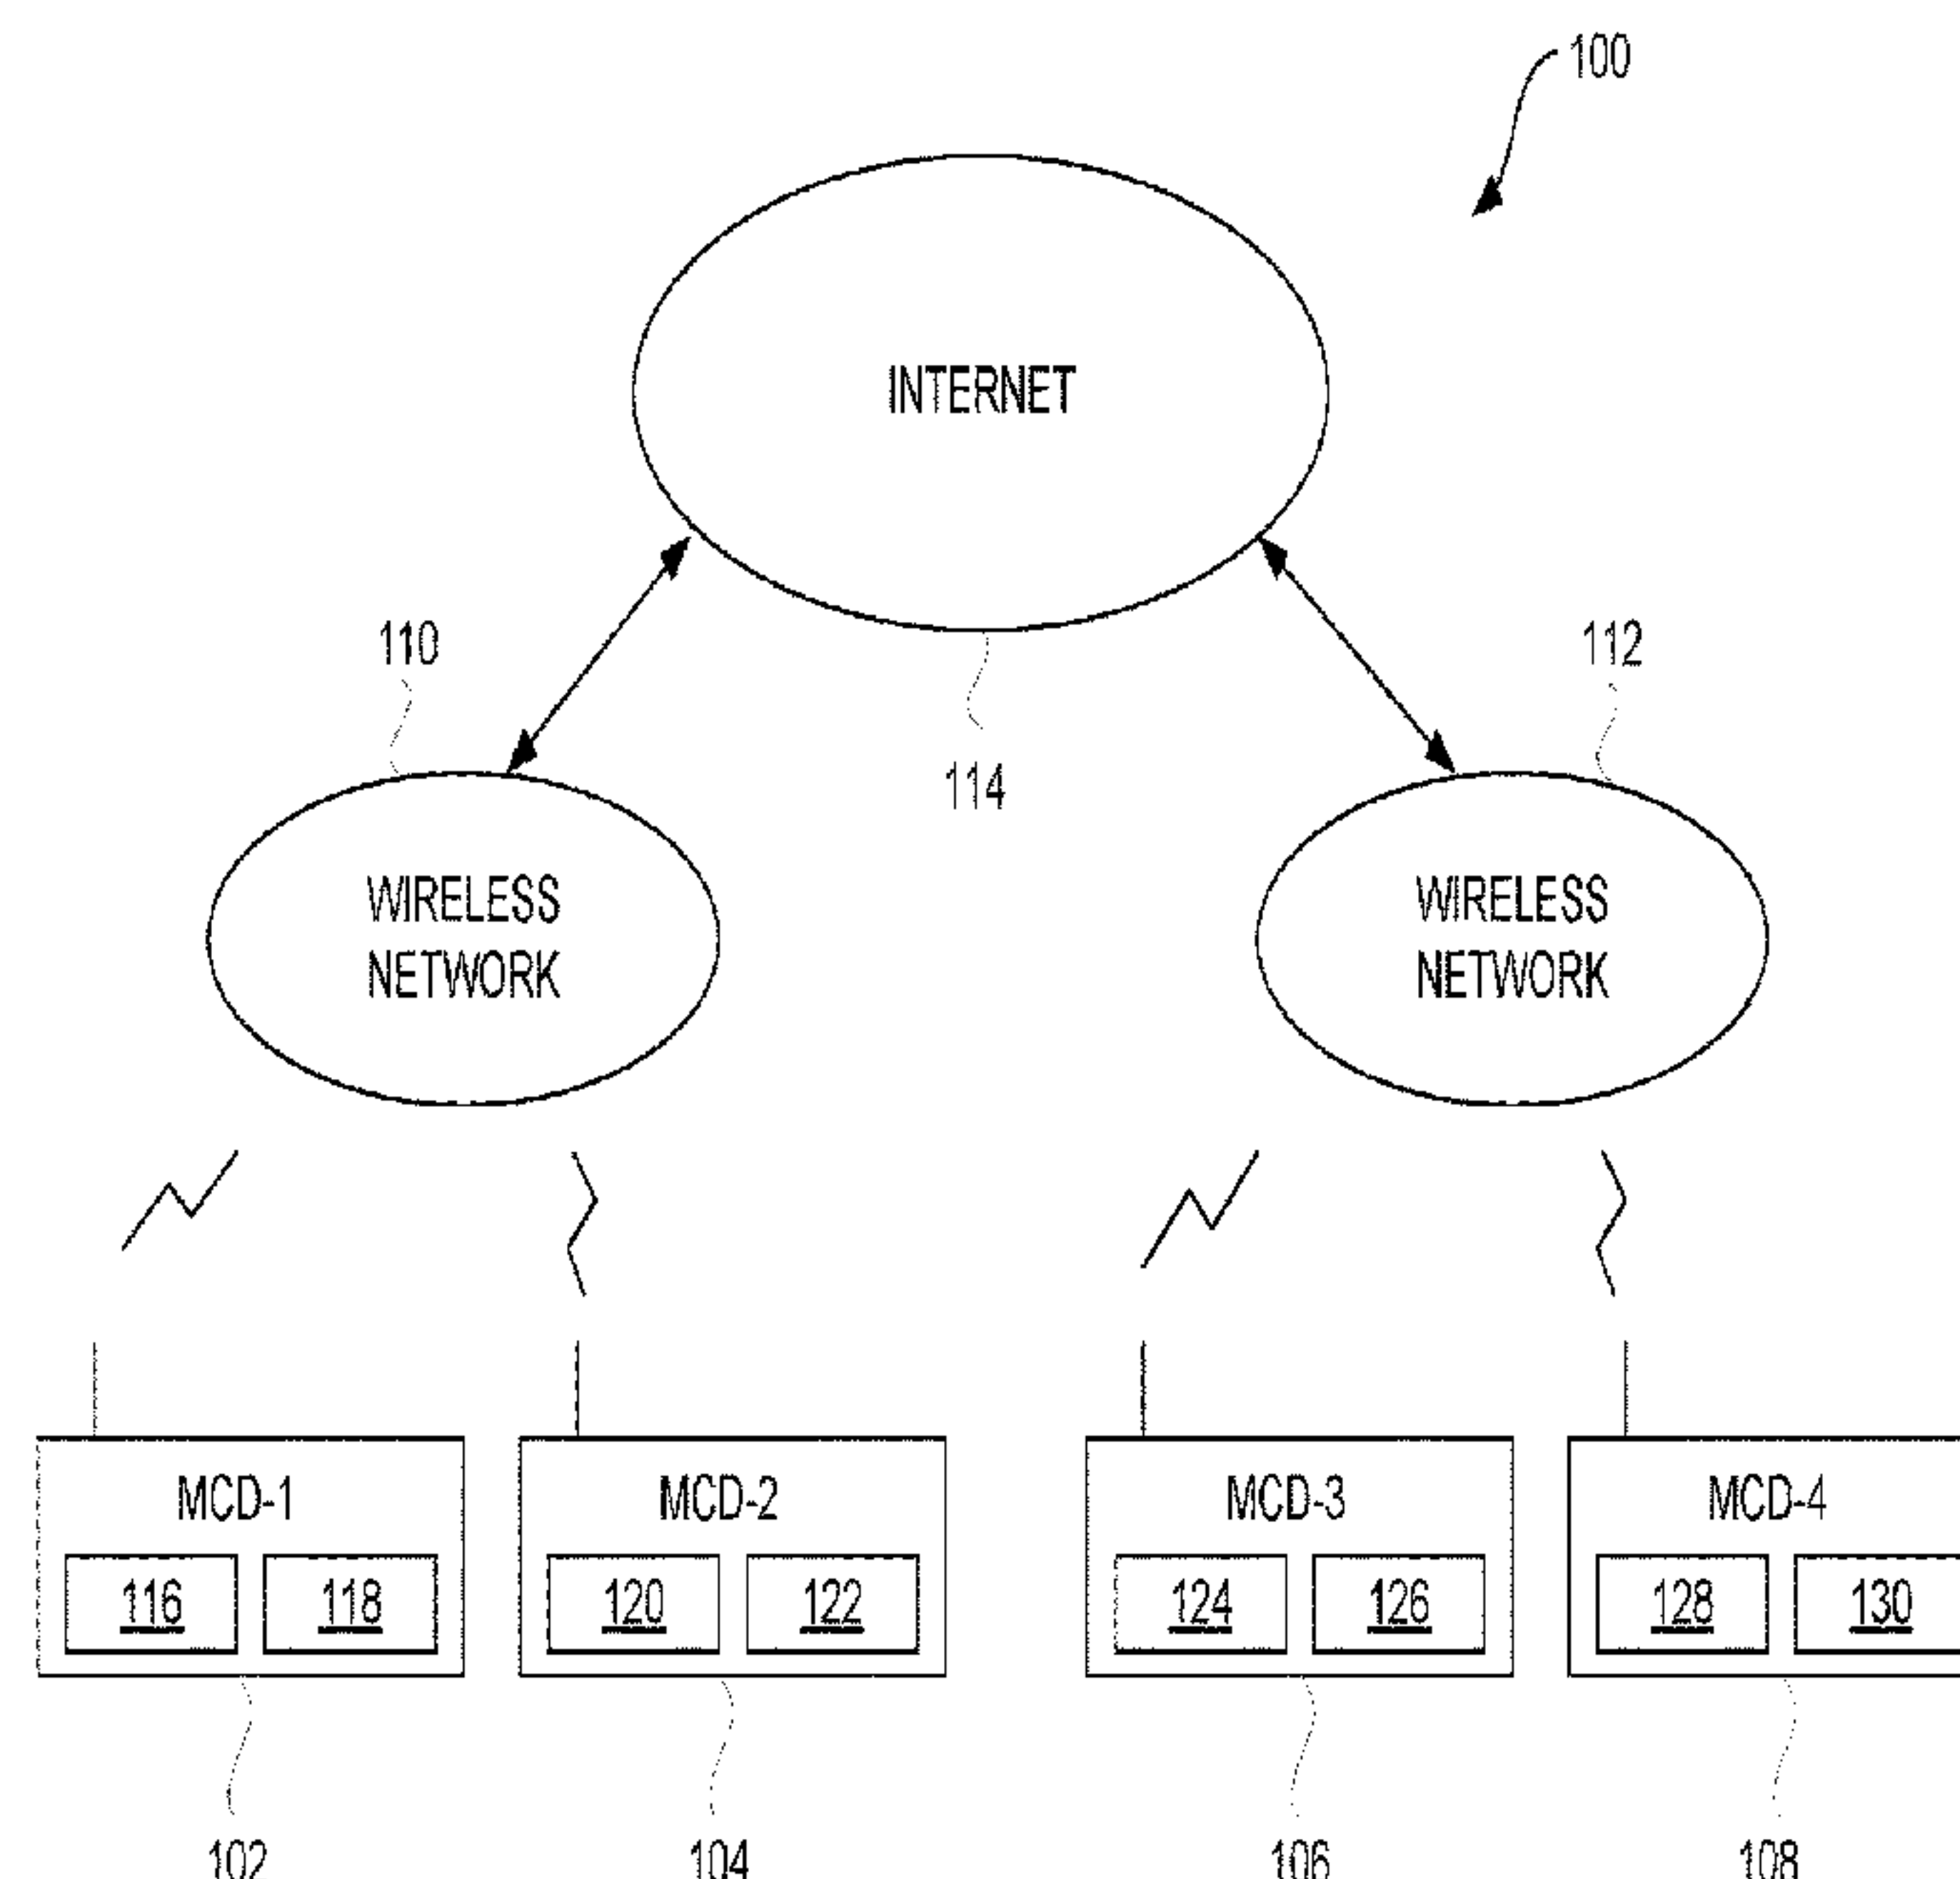 100
INTERNET
110
112
114
WIRELESS
NETWORK
WIRELESS
NETWORK
MCD-1
MCD-2
MCD-3
MCD-4
116
118
120
122
124
126
128
130
102
104
106
108